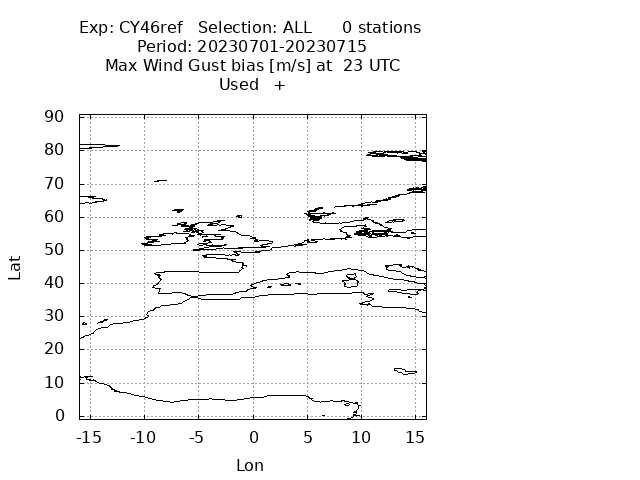 Exp: CY46ref   Selection: ALL      0 stations
Period: 20230701-20230715
Max Wind Gust bias [m/s] at  23 UTC
Used   +
90
80
70
60
50
40
30
20
10
0
Lat
-15 -10 -5 0 5 10 15
Lon